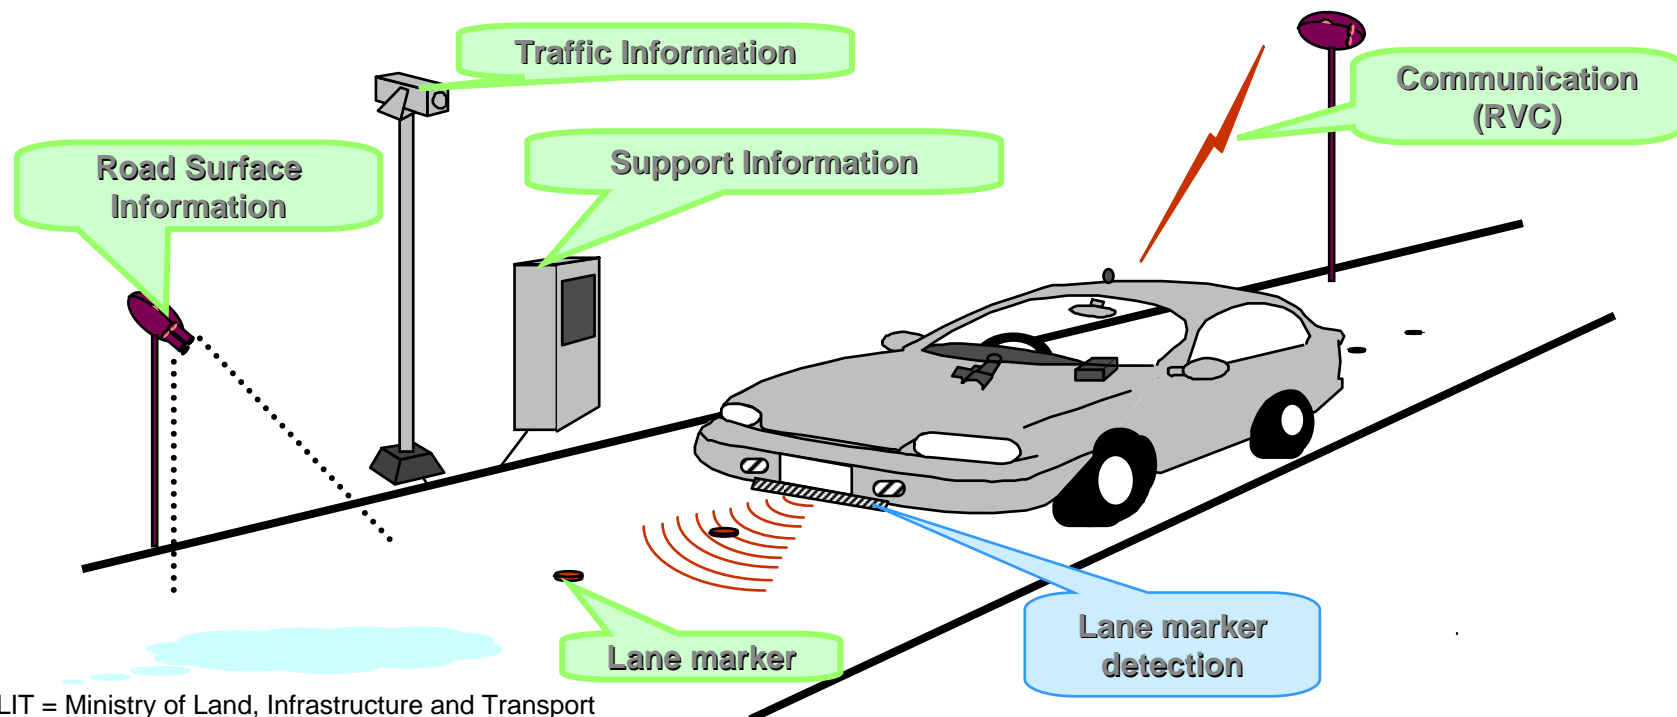 Traffic Information
Communication
(RVC)
Road Surface
Information
Support Information
Lane marker
detection
Lane marker
LIT = Ministry of Land, Infrastructure and Transport